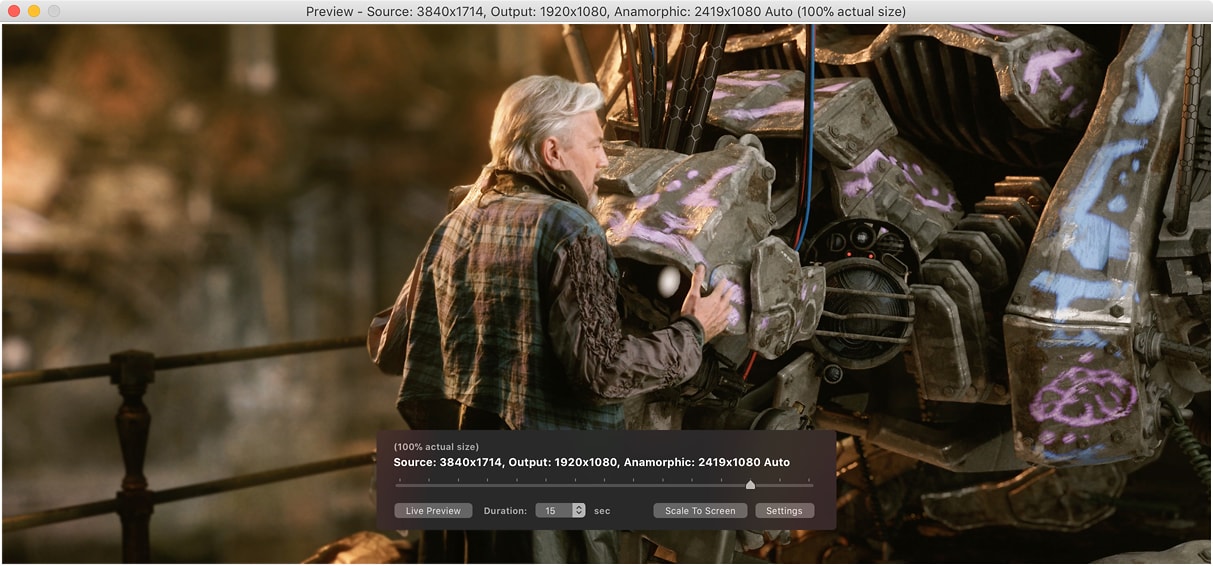 Preview - Source: 3840x1714, Output: 1920x1080, Anamorphic: 2419x1080 Auto (100% actual size)
(100% actual size)
Source: 3840x1714, Output: 1920x1080, Anamorphic: 2419x1080 Auto
Live Preview Duration: 15 sec Scale To Screen Settings